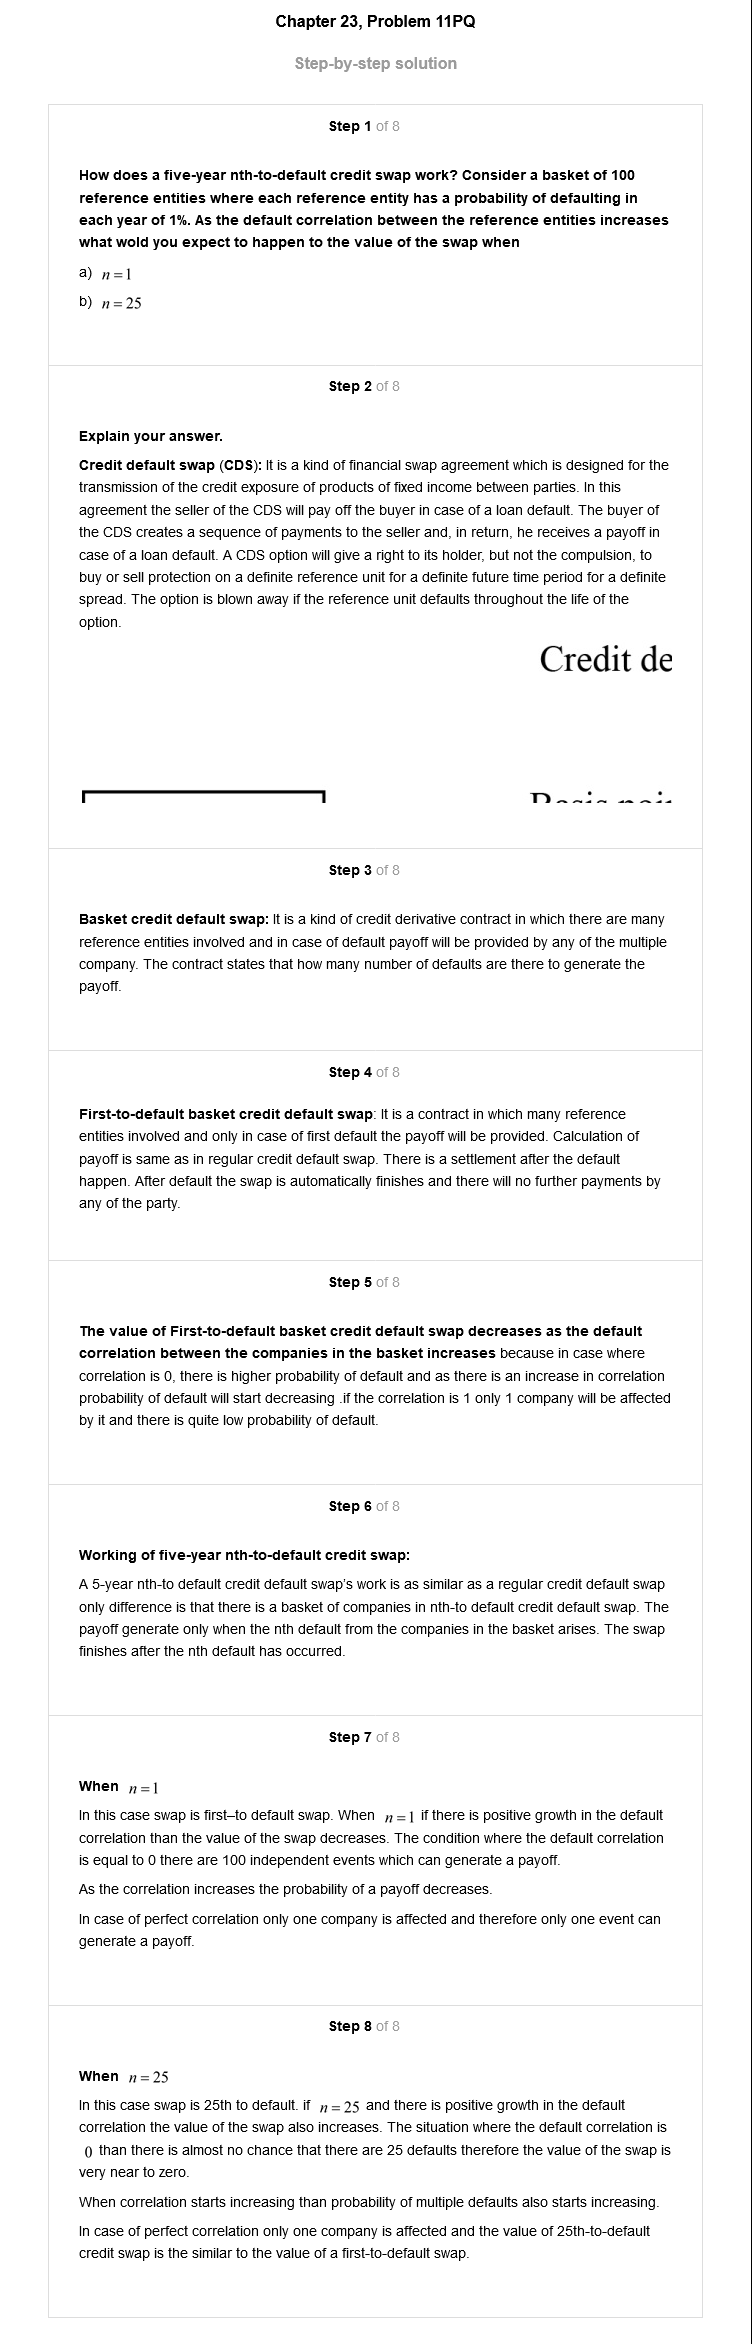 Chapter 23, Problem 11PQ
Step-by-step solution
Step 1 of 8
How does a five-year nth-to-default credit swap work? Consider a basket of 100
reference entities where each reference entity has a probability of defaulting in
each year of 1%. As the default correlation between the reference entities increases
what wold you expect to happen to the value of the swap when
a) n = 1
b) n = 25
Step 2 of 8
Explain your answer.
Credit default swap (CDS): It is a kind of financial swap agreement which is designed for the
transmission of the credit exposure of products of fixed income between parties. In this
agreement the seller of the CDS will pay off the buyer in case of a loan default. The buyer of
the CDS creates a sequence of payments to the seller and, in return, he receives a payoff in
case of a loan default. A CDS option will give a right to its holder, but not the compulsion, to
buy or sell protection on a definite reference unit for a definite future time period for a definite
spread. The option is blown away if the reference unit defaults throughout the life of the
option.
Credit de
Step 3 of 8
Basket credit default swap: It is a kind of credit derivative contract in which there are many
reference entities involved and in case of default payoff will be provided by any of the multiple
company. The contract states that how many number of defaults are there to generate the
payoff.
Step 4 of 8
First-to-default basket credit default swap: It is a contract in which many reference
entities involved and only in case of first default the payoff will be provided. Calculation of
payoff is same as in regular credit default swap. There is a settlement after the default
happen. After default the swap is automatically finishes and there will no further payments by
any of the party.
Step 5 of 8
The value of First-to-default basket credit default swap decreases as the default
correlation between the companies in the basket increases because in case where
correlation is 0, there is higher probability of default and as there is an increase in correlation
probability of default will start decreasing .if the correlation is 1 only 1 company will be affected
by it and there is quite low probability of default.
Step 6 of 8
Working of five-year nth-to-default credit swap:
A 5-year nth-to default credit default swap's work is as similar as a regular credit default swap
only difference is that there is a basket of companies in nth-to default credit default swap. The
payoff generate only when the nth default from the companies in the basket arises. The swap
finishes after the nth default has occurred.
Step 7 of 8
When n = 1
In this case swap is first–to default swap. When n = 1 if there is positive growth in the default
correlation than the value of the swap decreases. The condition where the default correlation
is equal to 0 there are 100 independent events which can generate a payoff.
As the correlation increases the probability of a payoff decreases.
In case of perfect correlation only one company is affected and therefore only one event can
generate a payoff.
Step 8 of 8
When n = 25
In this case swap is 25th to default. if n = 25 and there is positive growth in the default
correlation the value of the swap also increases. The situation where the default correlation is
0 than there is almost no chance that there are 25 defaults therefore the value of the swap is
very near to zero.
When correlation starts increasing than probability of multiple defaults also starts increasing.
In case of perfect correlation only one company is affected and the value of 25th-to-default
credit swap is the similar to the value of a first-to-default swap.